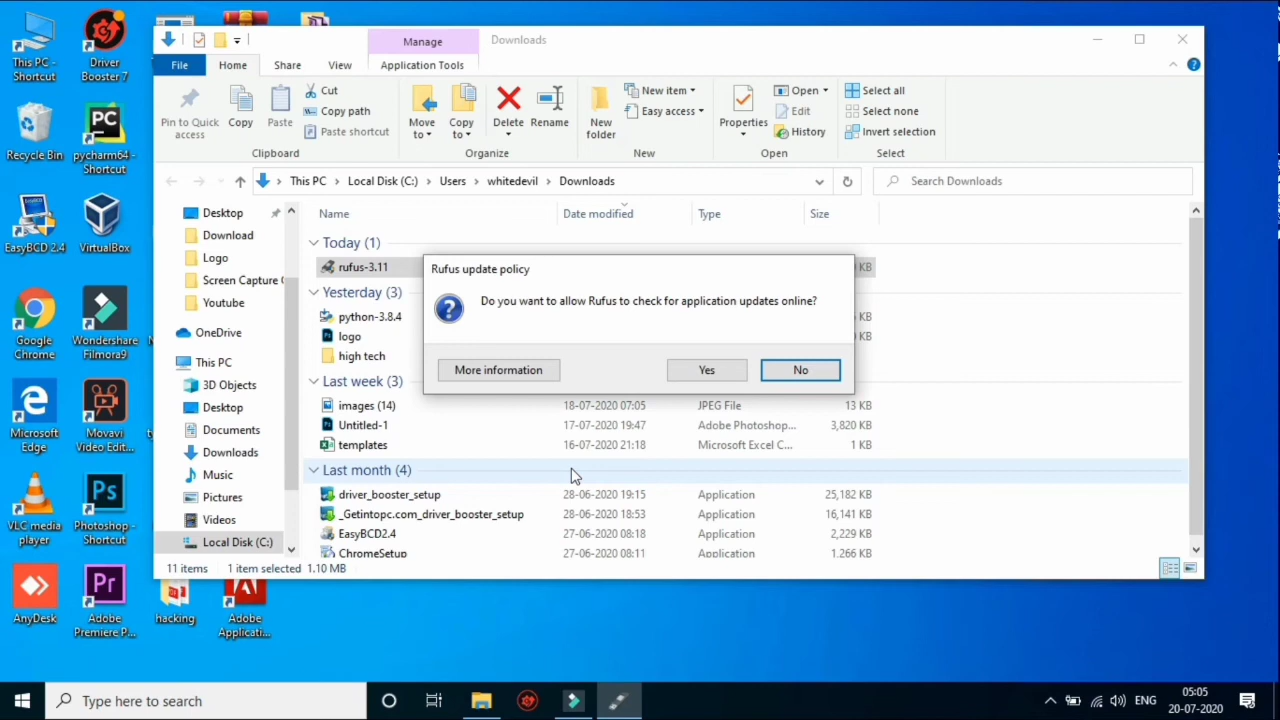 This PC - Shortcut
Driver Booster 7
Recycle Bin
pycharm64 - Shortcut
EasyBCD 2.4
VirtualBox
Google Chrome
Wondershare Filmora9
Microsoft Edge
Movavi Video Edit...
VLC media player
Photoshop - Shortcut
AnyDesk
Adobe Premiere P...
hacking
Adobe Applicati...
Manage
Downloads
File
Home
Share
View
Application Tools
Pin to Quick access
Copy
Paste
Cut
Copy path
Paste shortcut
Clipboard
Move to
Copy to
Delete
Rename
Organize
New folder
New item
Easy access
New
Properties
Open
Edit
History
Open
Select all
Select none
Invert selection
Select
This PC > Local Disk (C:) > Users > whitedevil > Downloads
Search Downloads
Desktop
Download
Logo
Screen Capture
Youtube
OneDrive
This PC
3D Objects
Desktop
Documents
Downloads
Music
Pictures
Videos
Local Disk (C:)
Name Date modified Type Size
Today (1)
rufus-3.11 KB
Yesterday (3)
python-3.8.4 KB
logo KB
high tech
Last week (3)
images (14) 18-07-2020 07:05 JPEG File 13 KB
Untitled-1 17-07-2020 19:47 Adobe Photoshop... 3,820 KB
templates 16-07-2020 21:18 Microsoft Excel C... 1 KB
Last month (4)
driver_booster_setup 28-06-2020 19:15 Application 25,182 KB
_Getintopc.com_driver_booster_setup 28-06-2020 18:53 Application 16,141 KB
EasyBCD2.4 27-06-2020 08:18 Application 2,229 KB
ChromeSetup 27-06-2020 08:11 Application 1,266 KB
11 items 1 item selected 1.10 MB
Rufus update policy
Do you want to allow Rufus to check for application updates online?
More information
Yes
No
Type here to search
ENG
05:05
20-07-2020